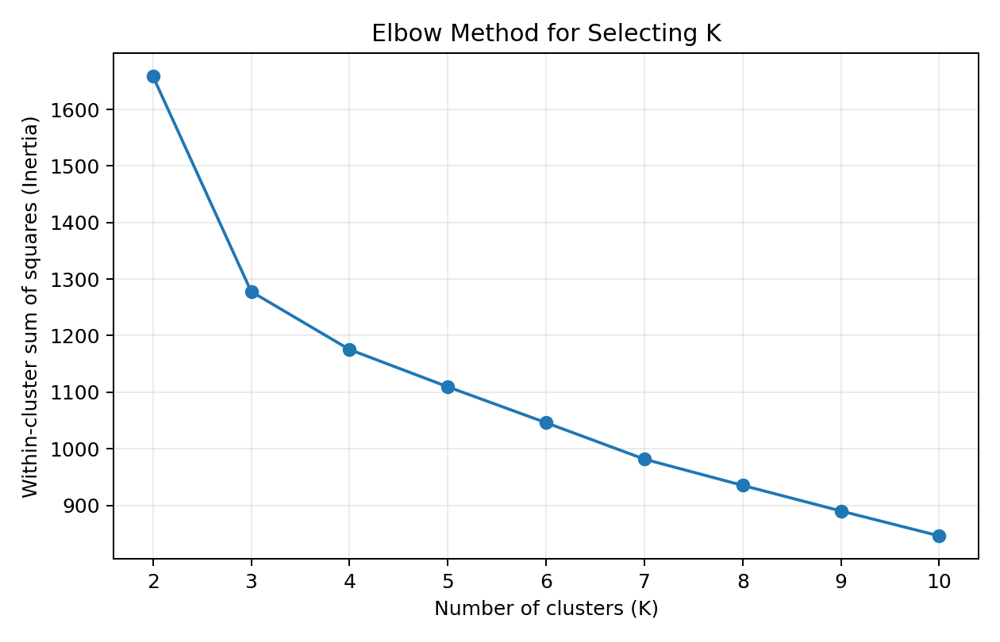 Elbow Method for Selecting K
Within-cluster sum of squares (Inertia)
1600
1500
1400
1300
1200
1100
1000
900
2 3 4 5 6 7 8 9 10
Number of clusters (K)